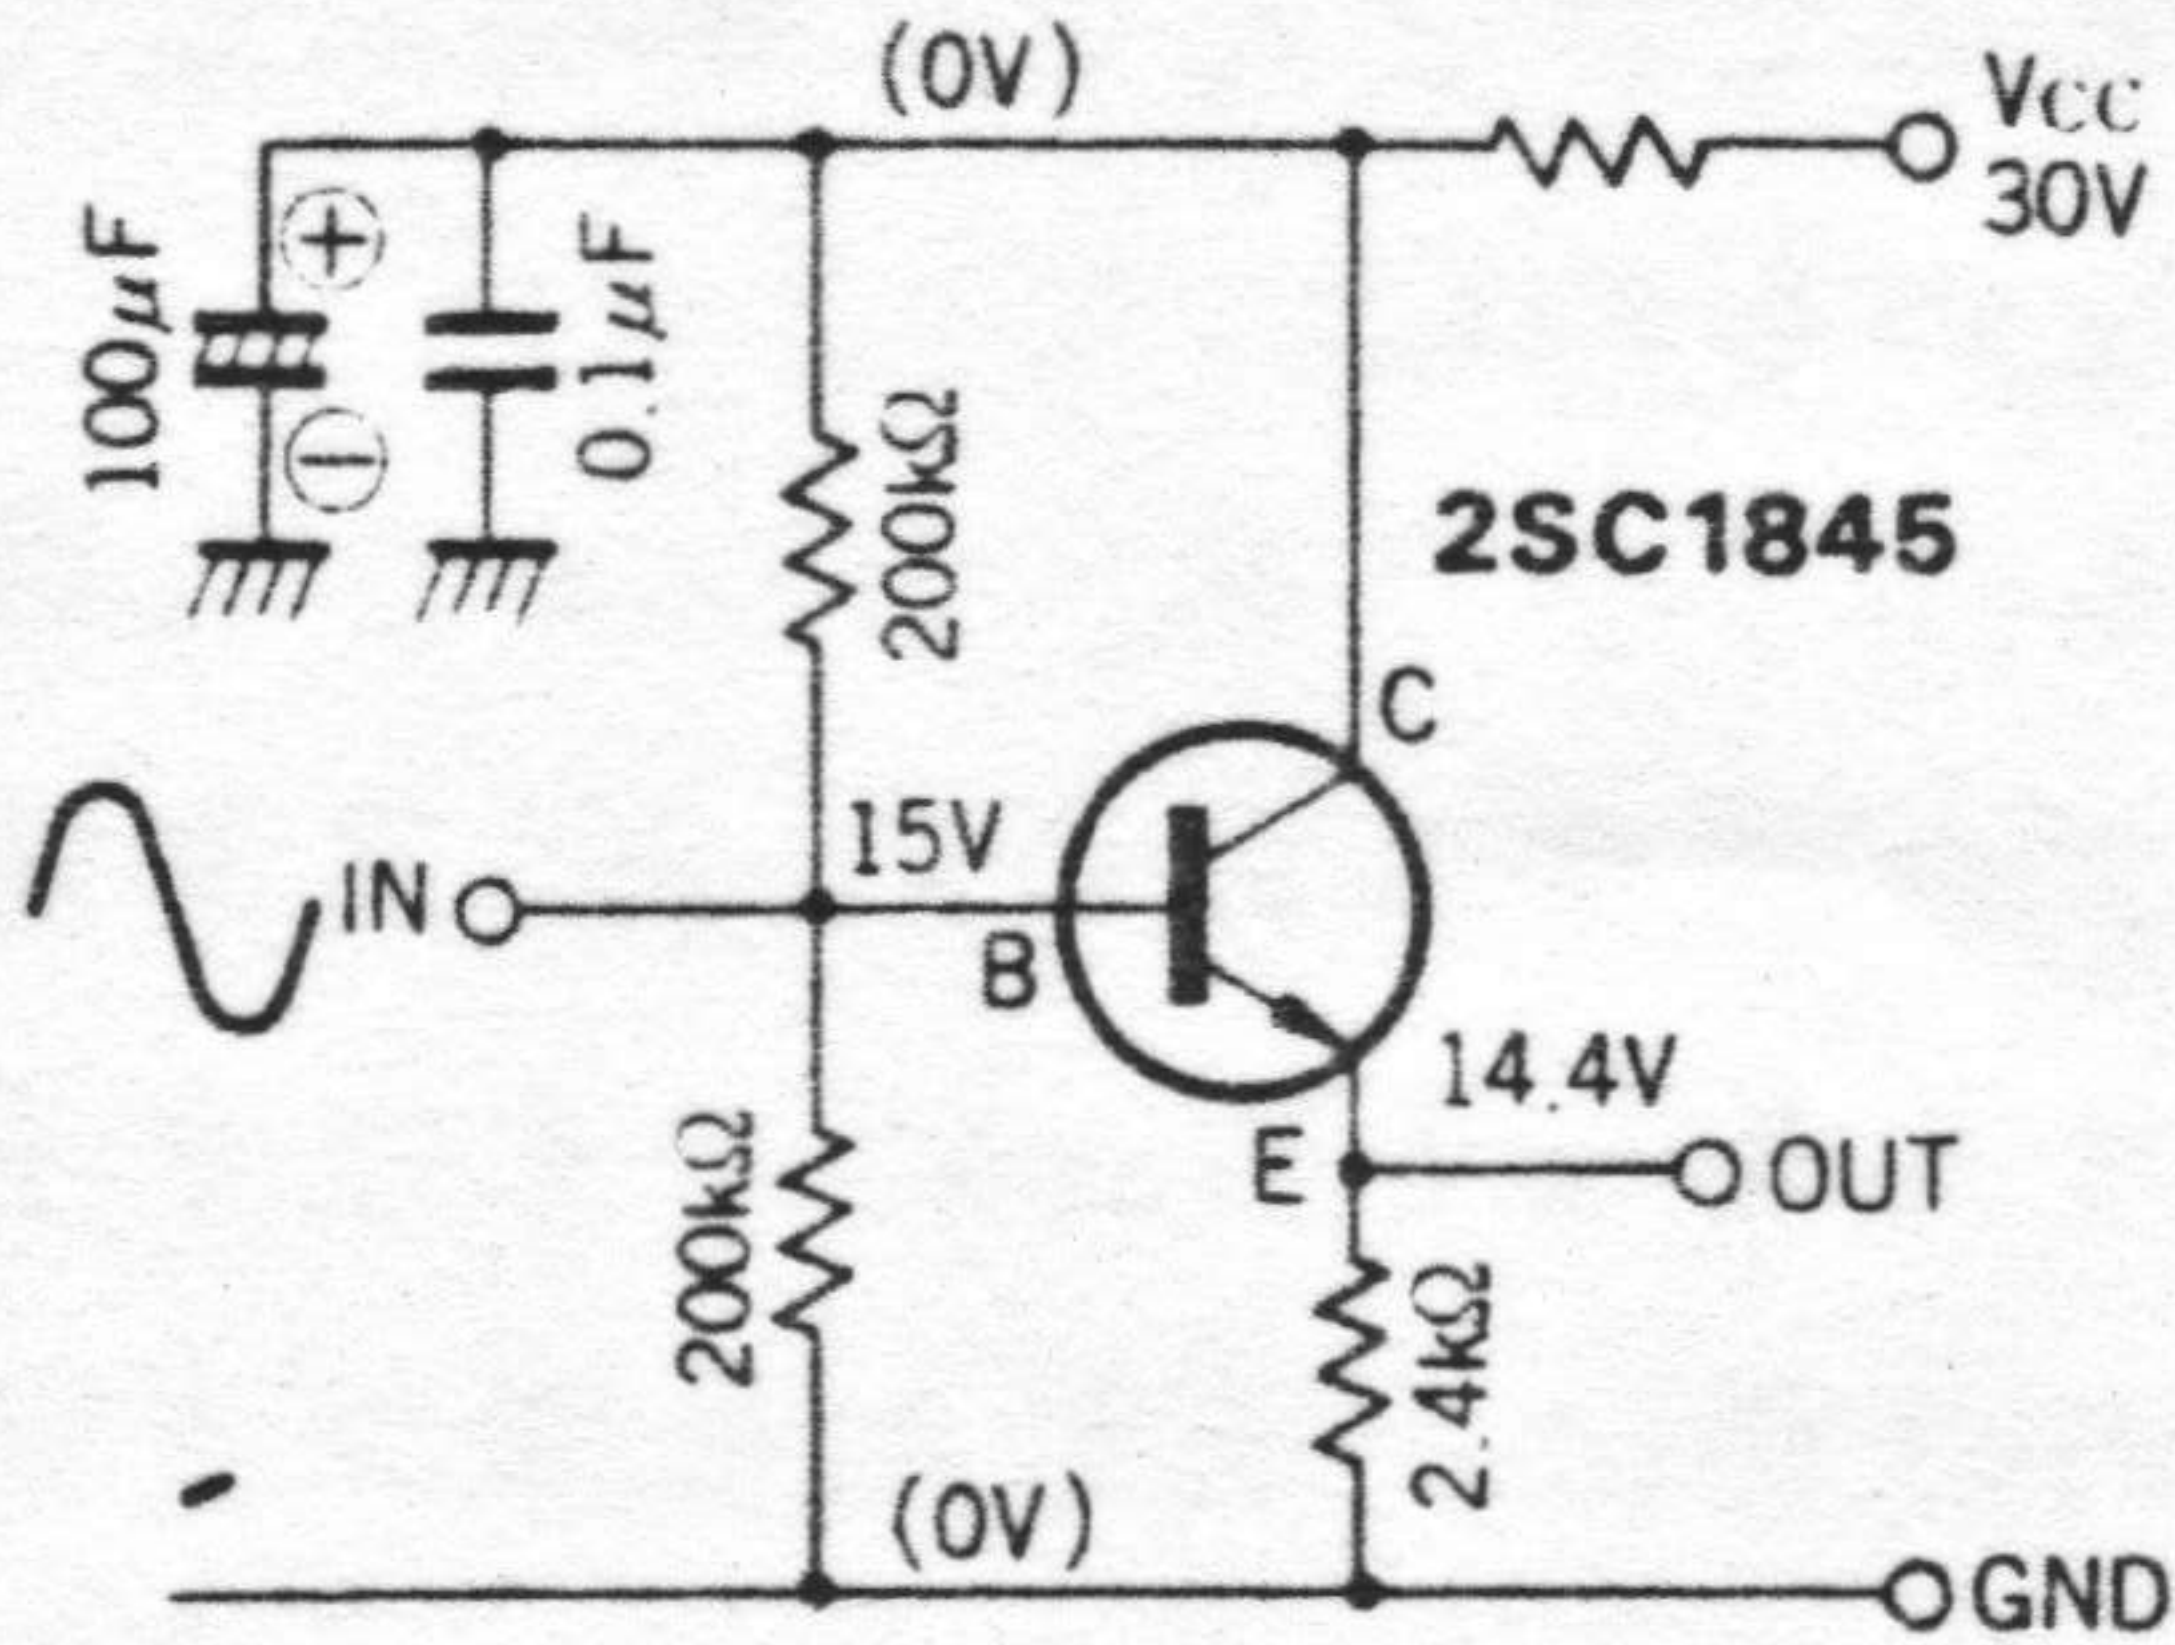 (0V)
Vcc
30V
100μF
⊕
⊖
0.1μF
200kΩ
2SC1845
C
15V
IN
B
14.4V
E
OUT
200kΩ
2.4kΩ
(0V)
GND